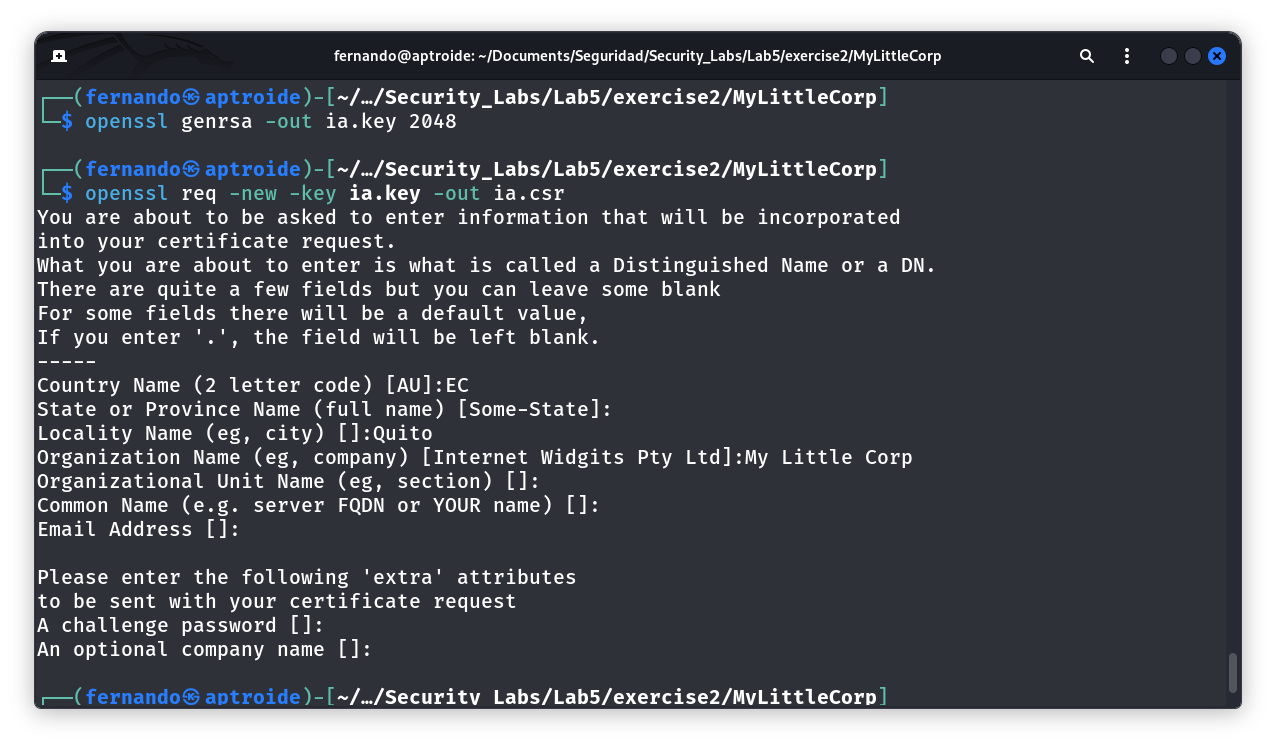 fernando@aptroide: ~/Documents/Seguridad/Security_Labs/Lab5/exercise2/MyLittleCorp
┌──(fernando㉿aptroide)-[~/…/Security_Labs/Lab5/exercise2/MyLittleCorp]
└─$ openssl genrsa -out ia.key 2048
┌──(fernando㉿aptroide)-[~/…/Security_Labs/Lab5/exercise2/MyLittleCorp]
└─$ openssl req -new -key ia.key -out ia.csr
You are about to be asked to enter information that will be incorporated
into your certificate request.
What you are about to enter is what is called a Distinguished Name or a DN.
There are quite a few fields but you can leave some blank
For some fields there will be a default value,
If you enter '.', the field will be left blank.
-----
Country Name (2 letter code) [AU]:EC
State or Province Name (full name) [Some-State]:
Locality Name (eg, city) []:Quito
Organization Name (eg, company) [Internet Widgits Pty Ltd]:My Little Corp
Organizational Unit Name (eg, section) []:
Common Name (e.g. server FQDN or YOUR name) []:
Email Address []:
Please enter the following 'extra' attributes
to be sent with your certificate request
A challenge password []:
An optional company name []:
┌──(fernando㉿aptroide)-[~/…/Security_Labs/Lab5/exercise2/MyLittleCorp]